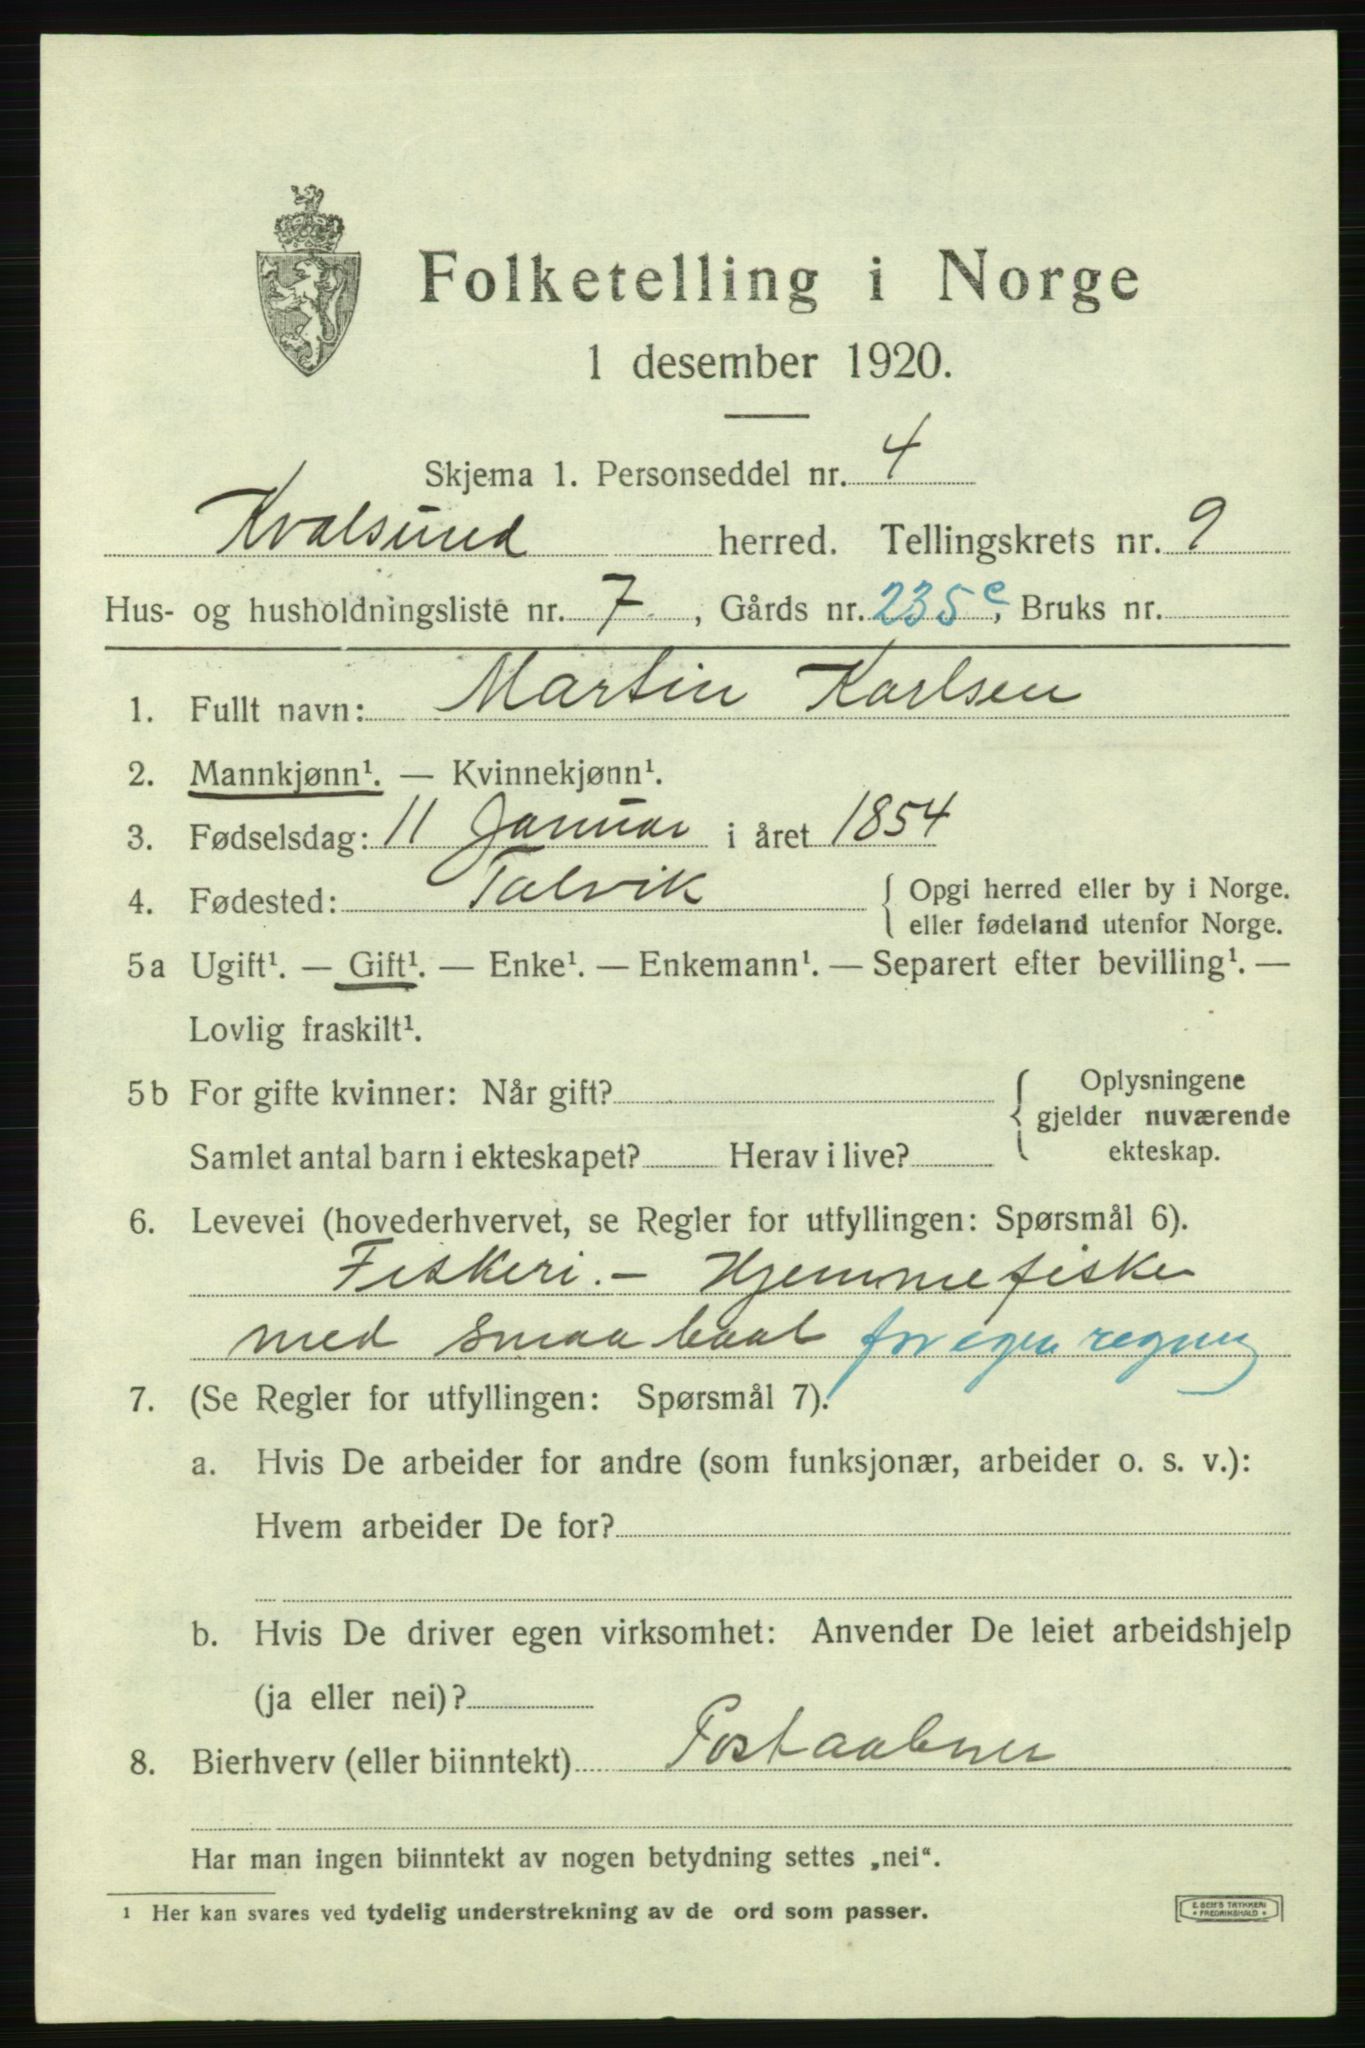 Folketelling i Norge
1 desember 1920.
Skjema 1. Personseddel nr. 4
Kvalsund herred. Tellingskrets nr. 9
Hus- og husholdningsliste nr. 7, Gårds nr. 235 e, Bruks nr.
1. Fullt navn: Martin Karlsen
2. Mannkjønn¹. — Kvinnekjønn¹.
3. Fødselsdag: 11 Januar i året 1854
4. Fødested: Talvik { Opgi herred eller by i Norge.
eller fødeland utenfor Norge.
5a Ugift¹. — Gift¹. — Enke¹. — Enkemann¹. — Separert efter bevilling¹. —
Lovlig fraskilt¹.
5b For gifte kvinner: Når gift? { Oplysningene
gjelder nuværende
Samlet antal barn i ekteskapet? Herav i live? ekteskap.
6. Levevei (hovederhvervet, se Regler for utfyllingen: Spørsmål 6).
Fiskeri. – Hjemmefiske
med smaabaat for egen regning
7. (Se Regler for utfyllingen: Spørsmål 7).
a. Hvis De arbeider for andre (som funksjonær, arbeider o. s. v.):
Hvem arbeider De for?
b. Hvis De driver egen virksomhet: Anvender De leiet arbeidshjelp
(ja eller nei)?
8. Bierhverv (eller biinntekt) Postaabner
Har man ingen biinntekt av nogen betydning settes „nei“.
¹ Her kan svares ved tydelig understrekning av de ord som passer.
E. SEM'S TRYKKERI
* FREDRIKSHALD *